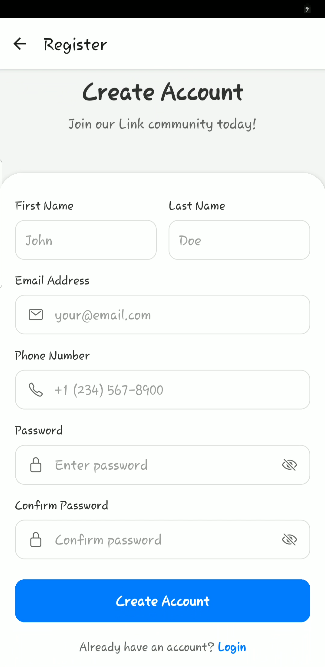 Register
Create Account
Join our Link community today!
First Name Last Name
John Doe
Email Address
your@email.com
Phone Number
+1 (234) 567-8900
Password
Enter password
Confirm Password
Confirm password
Create Account
Already have an account? Login